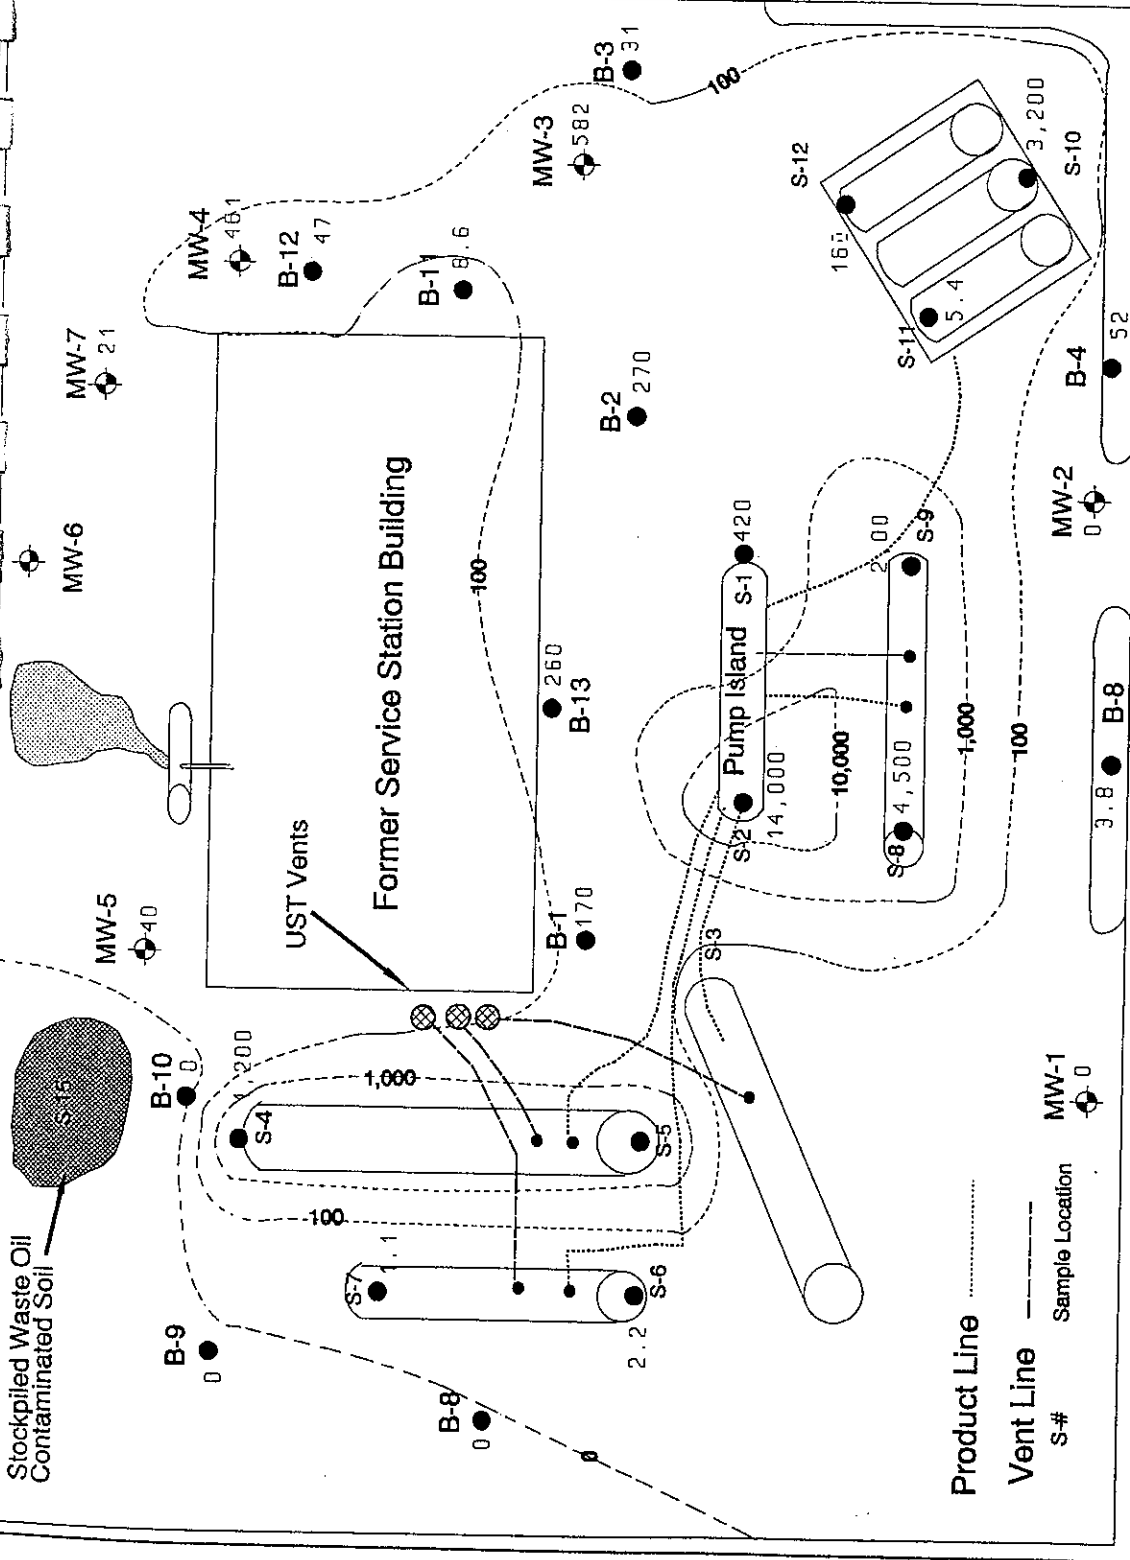 Stockpiled Waste Oil
Contaminated Soil
S-15
B-9
0
B-10
0
MW-5
40
MW-6
MW-7
21
MW-4
461
B-12
47
B-11
8.6
MW-3
582
B-3
31
100
B-8
0
0
S-7
S-6
2.2
100
S-4
1,000
S-5
UST Vents
Former Service Station Building
100
B-1
170
B-13
260
B-2
270
S-3
S-2
14,000
Pump Island
S-1
420
10,000
S-8
4,500
S-9
1,000
100
S-12
160
S-11
5.4
S-10
3,200
MW-1
0
B-8
3.8
MW-2
0
B-4
52
Product Line
Vent Line
S-#
Sample Location